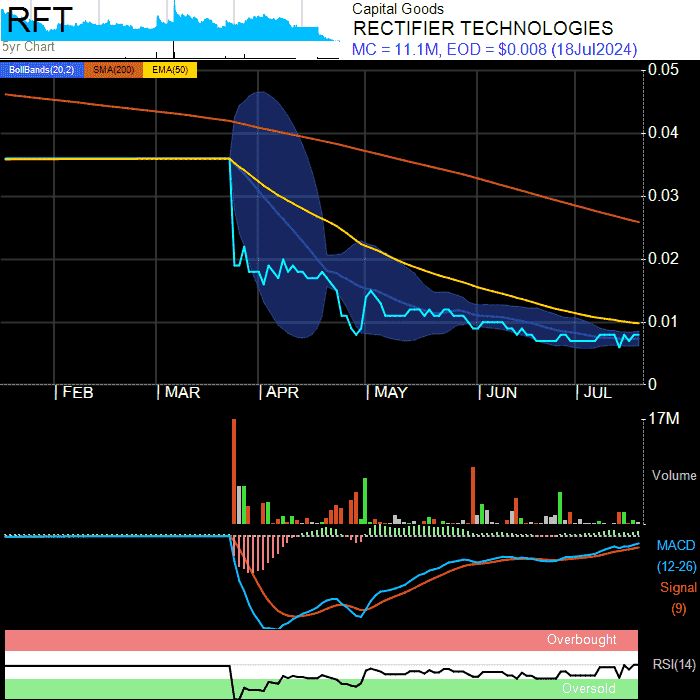 RFT
5yr Chart
Capital Goods
RECTIFIER TECHNOLOGIES
MC = 11.1M, EOD = $0.008 (18Jul2024)
BollBands(20,2) SMA(200) EMA(50)
0.05
0.04
0.03
0.02
0.01
0
FEB MAR APR MAY JUN JUL
17M
Volume
MACD
(12-26)
Signal
(9)
Overbought
RSI(14)
Oversold